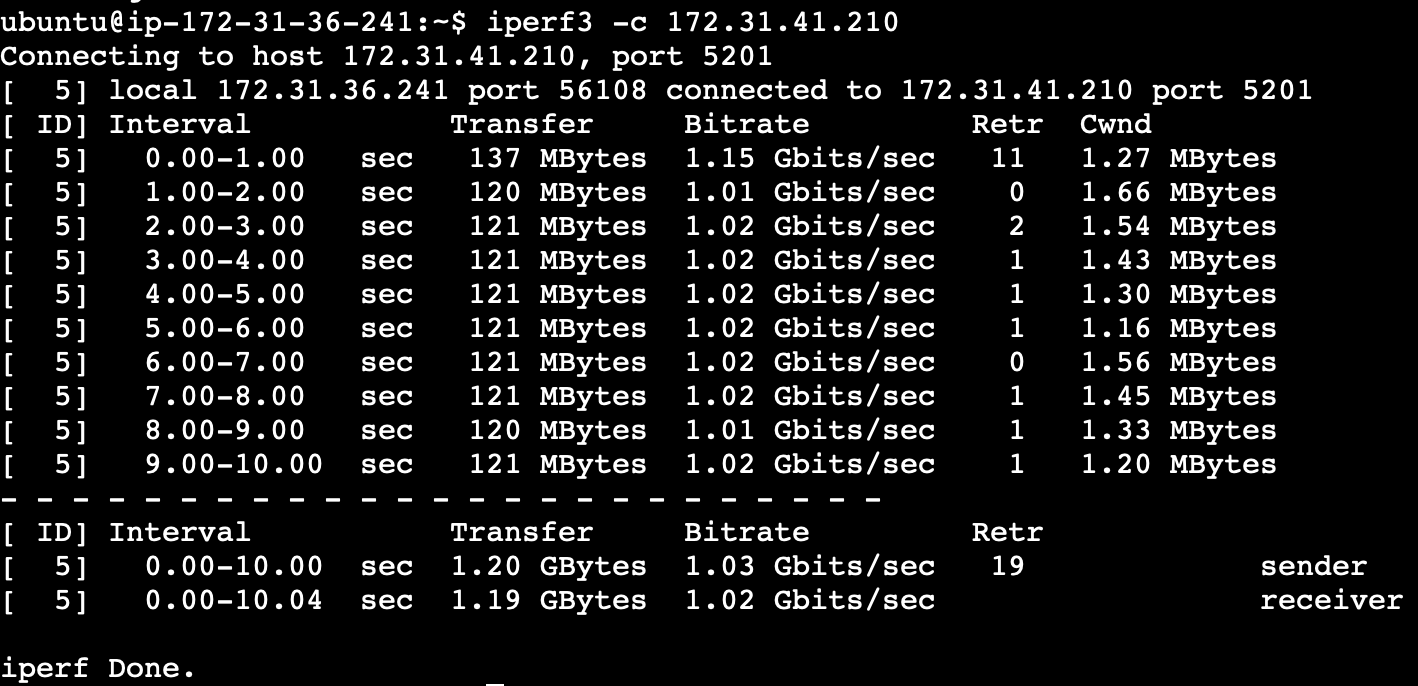 ubuntu@ip-172-31-36-241:~$ iperf3 -c 172.31.41.210
Connecting to host 172.31.41.210, port 5201
[  5] local 172.31.36.241 port 56108 connected to 172.31.41.210 port 5201
[ ID] Interval           Transfer     Bitrate         Retr  Cwnd
[  5]   0.00-1.00   sec   137 MBytes  1.15 Gbits/sec   11   1.27 MBytes
[  5]   1.00-2.00   sec   120 MBytes  1.01 Gbits/sec    0   1.66 MBytes
[  5]   2.00-3.00   sec   121 MBytes  1.02 Gbits/sec    2   1.54 MBytes
[  5]   3.00-4.00   sec   121 MBytes  1.02 Gbits/sec    1   1.43 MBytes
[  5]   4.00-5.00   sec   121 MBytes  1.02 Gbits/sec    1   1.30 MBytes
[  5]   5.00-6.00   sec   121 MBytes  1.02 Gbits/sec    1   1.16 MBytes
[  5]   6.00-7.00   sec   121 MBytes  1.02 Gbits/sec    0   1.56 MBytes
[  5]   7.00-8.00   sec   121 MBytes  1.02 Gbits/sec    1   1.45 MBytes
[  5]   8.00-9.00   sec   120 MBytes  1.01 Gbits/sec    1   1.33 MBytes
[  5]   9.00-10.00  sec   121 MBytes  1.02 Gbits/sec    1   1.20 MBytes
- - - - - - - - - - - - - - - - - - - - - - - - -
[ ID] Interval           Transfer     Bitrate         Retr
[  5]   0.00-10.00  sec  1.20 GBytes  1.03 Gbits/sec   19             sender
[  5]   0.00-10.04  sec  1.19 GBytes  1.02 Gbits/sec                  receiver
iperf Done.